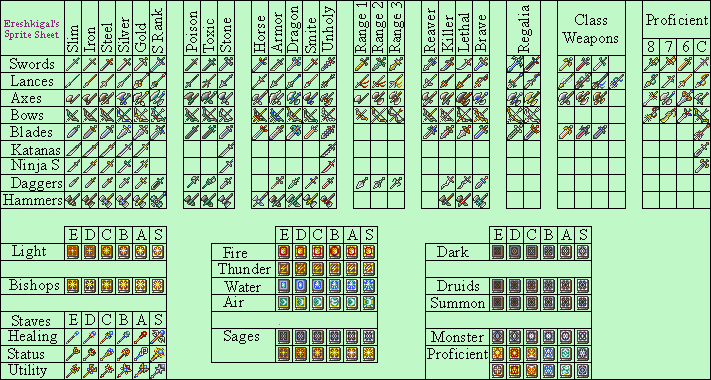 Ereshkigal's
Sprite Sheet
Slim Iron Steel Silver Gold S Rank Poison Toxic Stone Horse Armor Dragon Smite Unholy Range 1 Range 2 Range 3 Reaver Killer Lethal Brave Regalia Class Weapons Proficient
8 7 6 C
Swords
Lances
Axes
Bows
Blades
Katanas
Ninja S
Daggers
Hammers
E D C B A S
Light
Bishops
Staves E D C B A S
Healing
Status
Utility
E D C B A S
Fire
Thunder
Water
Air
Sages
E D C B A S
Dark
Druids
Summon
Monster
Proficient